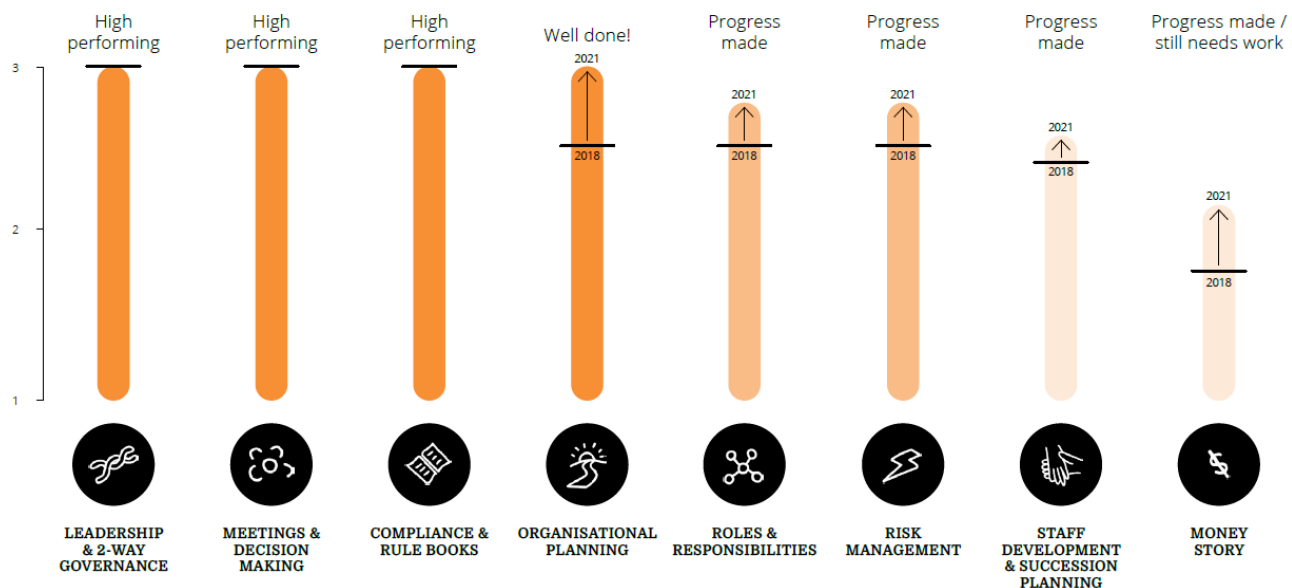 High
performing
High
performing
High
performing
Well done!
Progress
made
Progress
made
Progress
made
Progress made /
still needs work
3
2
1
2021
2018
2021
2018
2021
2018
2021
2018
2021
2018
$
LEADERSHIP
& 2-WAY
GOVERNANCE
MEETINGS &
DECISION
MAKING
COMPLIANCE &
RULE BOOKS
ORGANISATIONAL
PLANNING
ROLES &
RESPONSIBILITIES
RISK
MANAGEMENT
STAFF
DEVELOPMENT
& SUCCESSION
PLANNING
MONEY
STORY